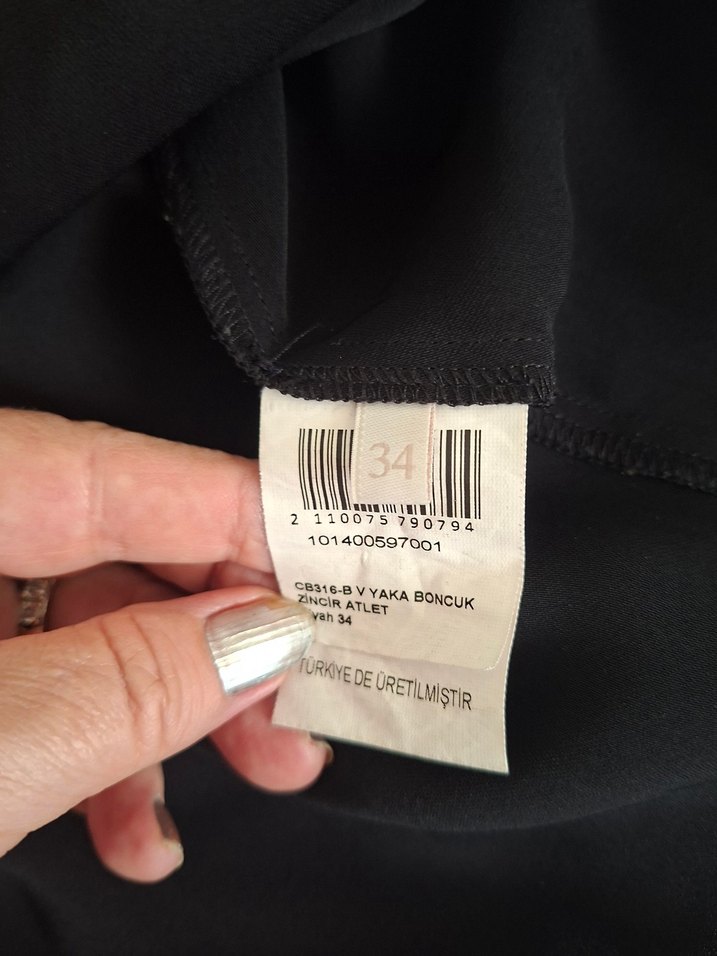 34
2 110075 790794
101400597001
CB316-B V YAKA BONCUK
ZİNCİR ATLET
34
TÜRKİYE DE ÜRETİLMİŞTİR